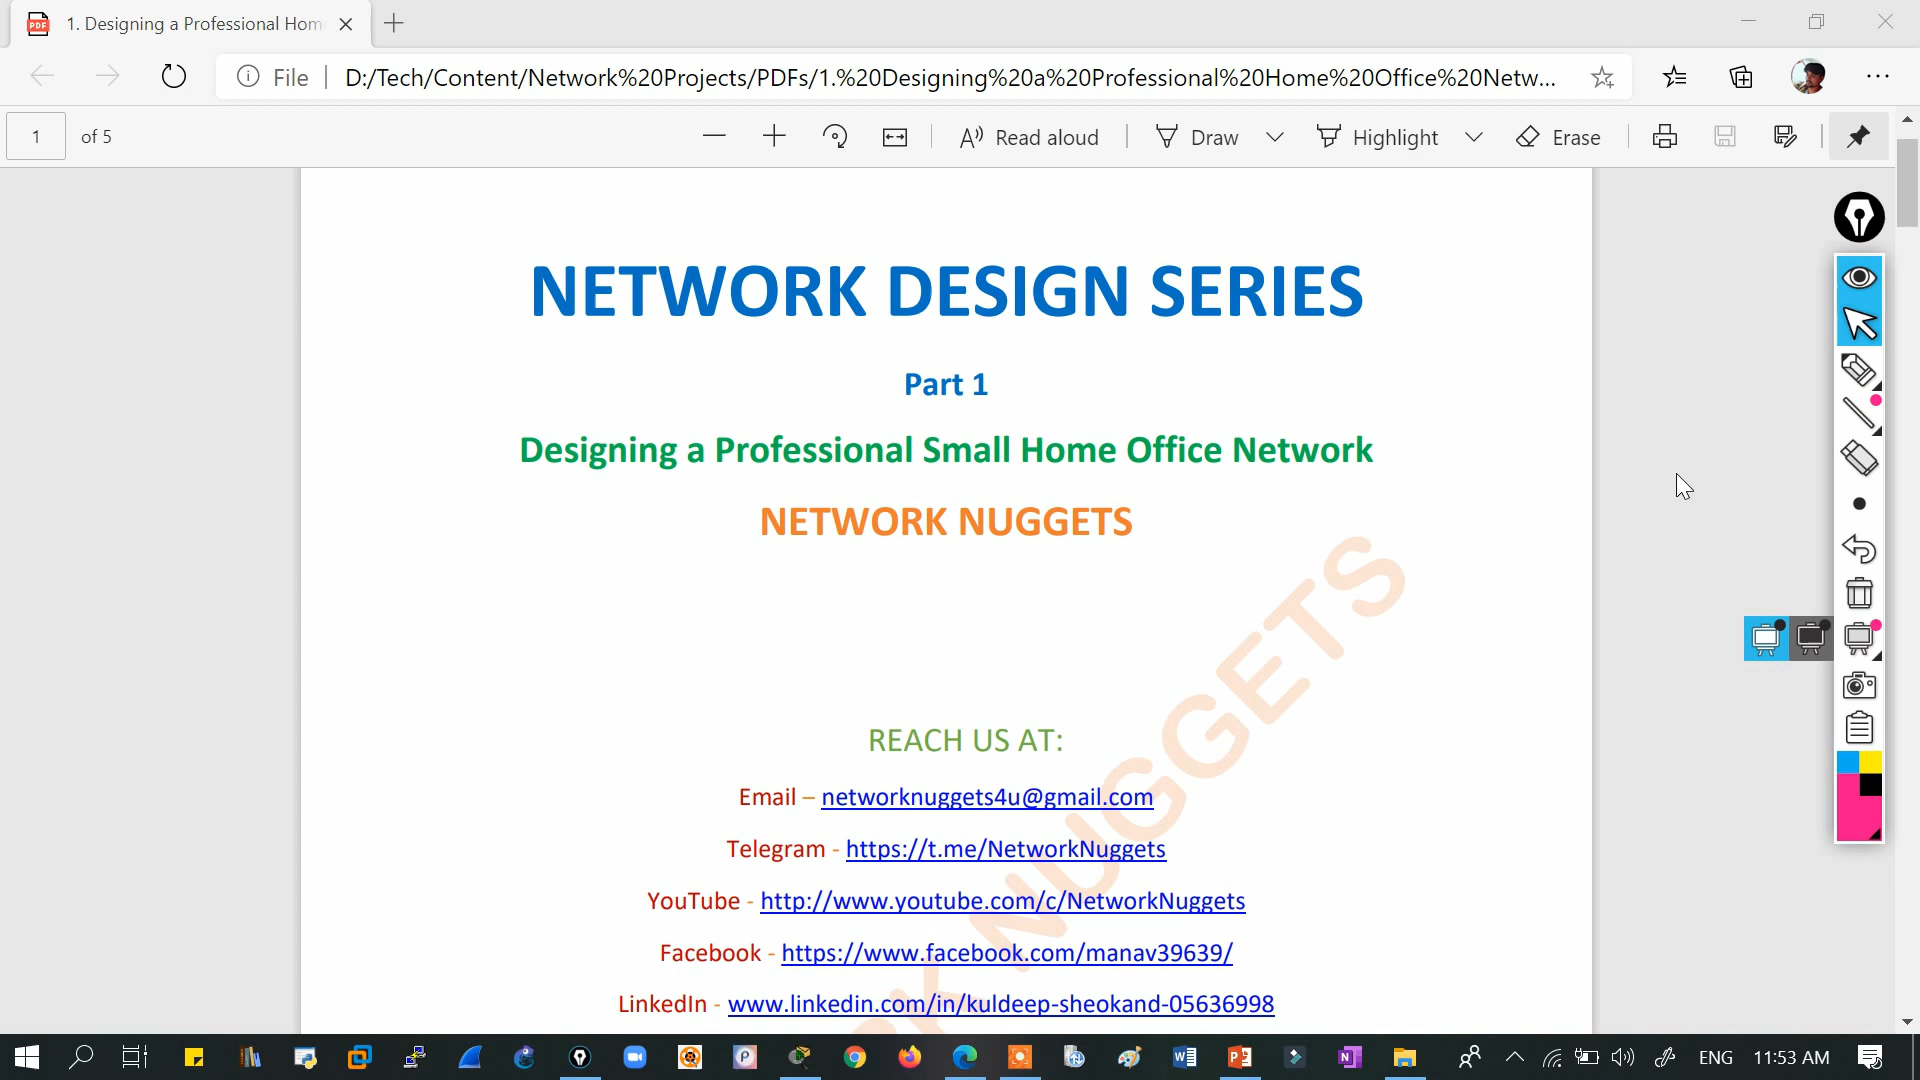 1. Designing a Professional Hom
File
D:/Tech/Content/Network%20Projects/PDFs/1.%20Designing%20a%20Professional%20Home%20Office%20Netw...
1 of 5
Read aloud
Draw
Highlight
Erase
NETWORK DESIGN SERIES
Part 1
Designing a Professional Small Home Office Network
NETWORK NUGGETS
REACH US AT:
Email – networknuggets4u@gmail.com
Telegram - https://t.me/NetworkNuggets
YouTube - http://www.youtube.com/c/NetworkNuggets
Facebook - https://www.facebook.com/manav39639/
LinkedIn - www.linkedin.com/in/kuldeep-sheokand-05636998
RK NUGGETS
ENG
11:53 AM